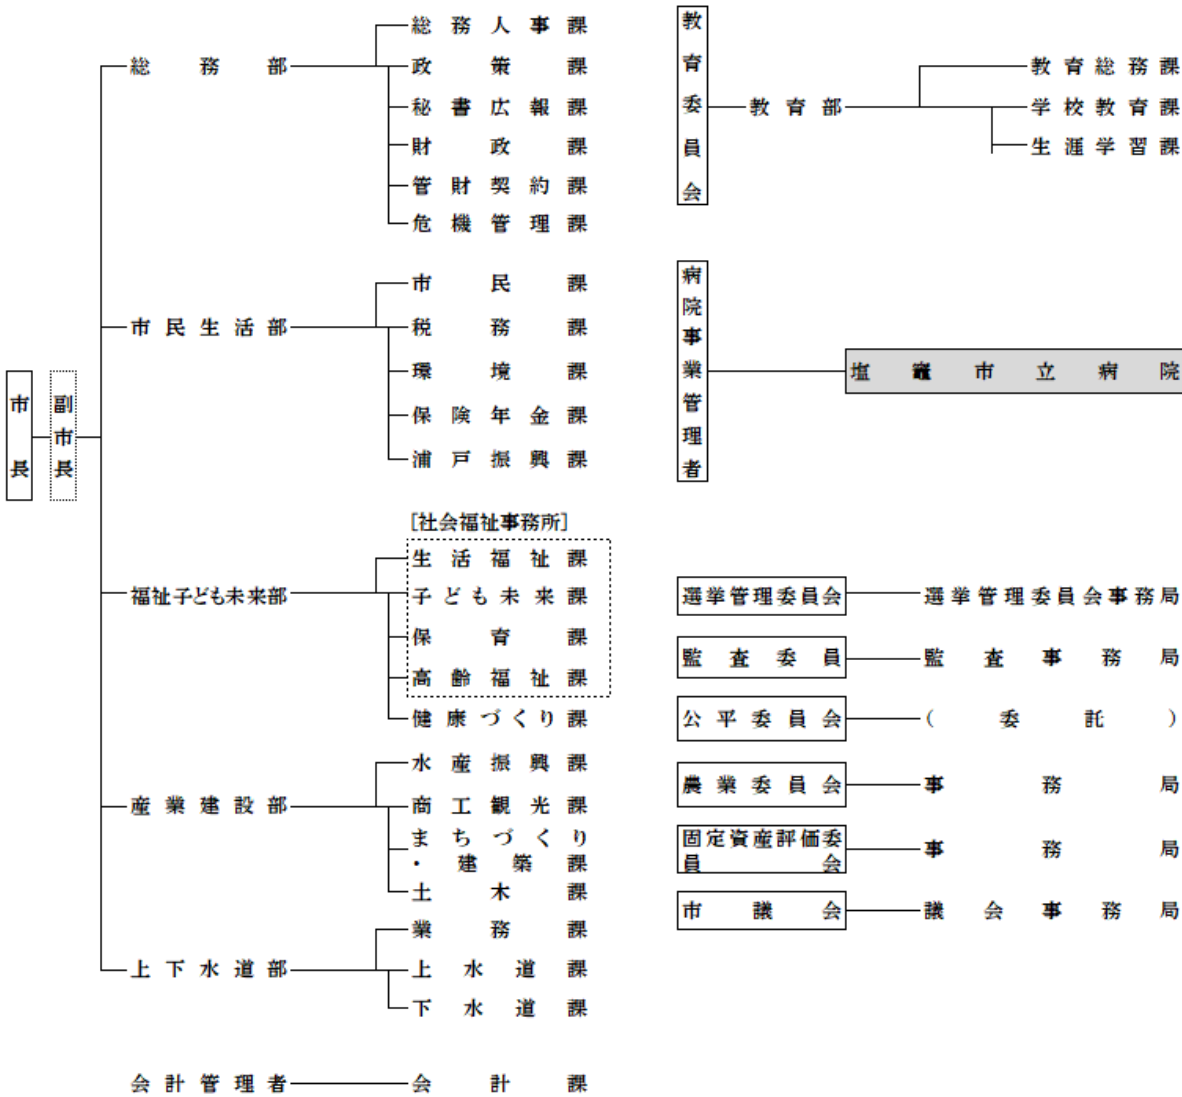 市長
副市長
総務部
総務人事課
政策課
秘書広報課
財政課
管財契約課
危機管理課
市民生活部
市民課
税務課
環境課
保険年金課
浦戸振興課
福祉子ども未来部
[社会福祉事務所]
生活福祉課
子ども未来課
保育課
高齢福祉課
健康づくり課
産業建設部
水産振興課
商工観光課
まちづくり
・建築課
土木課
上下水道部
業務課
上水道課
下水道課
会計管理者
会計課
教育委員会
教育部
教育総務課
学校教育課
生涯学習課
病院事業管理者
塩竈市立病院
選挙管理委員会
選挙管理委員会事務局
監査委員
監査事務局
公平委員会
(委託)
農業委員会
事務局
固定資産評価委
員会
事務局
市議会
議会事務局